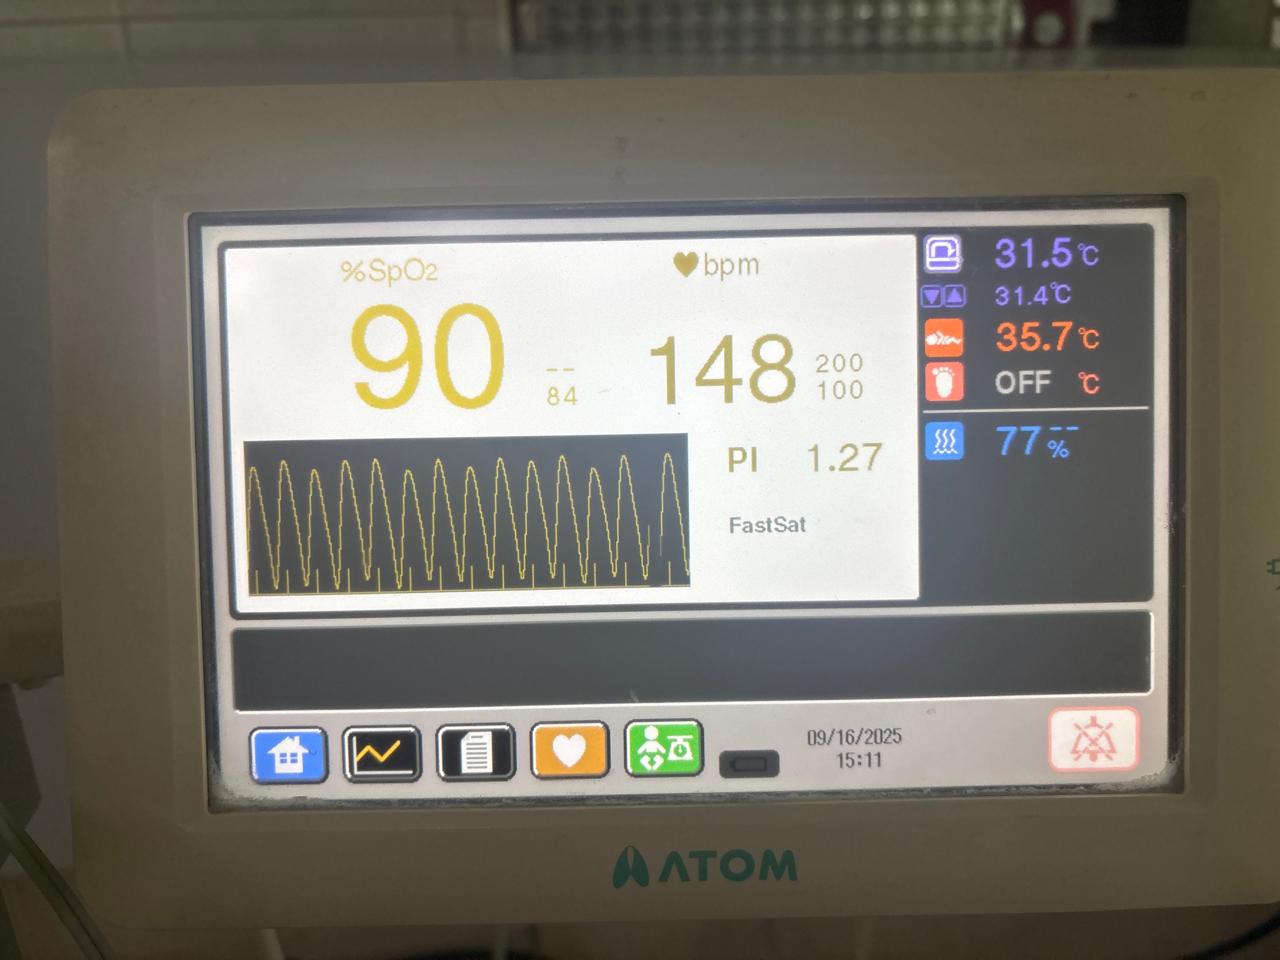 %SpO2
90
--
84
♥bpm
148
200
100
PI 1.27
FastSat
31.5℃
31.4℃
35.7℃
OFF ℃
77%
--
09/16/2025
15:11
ATOM